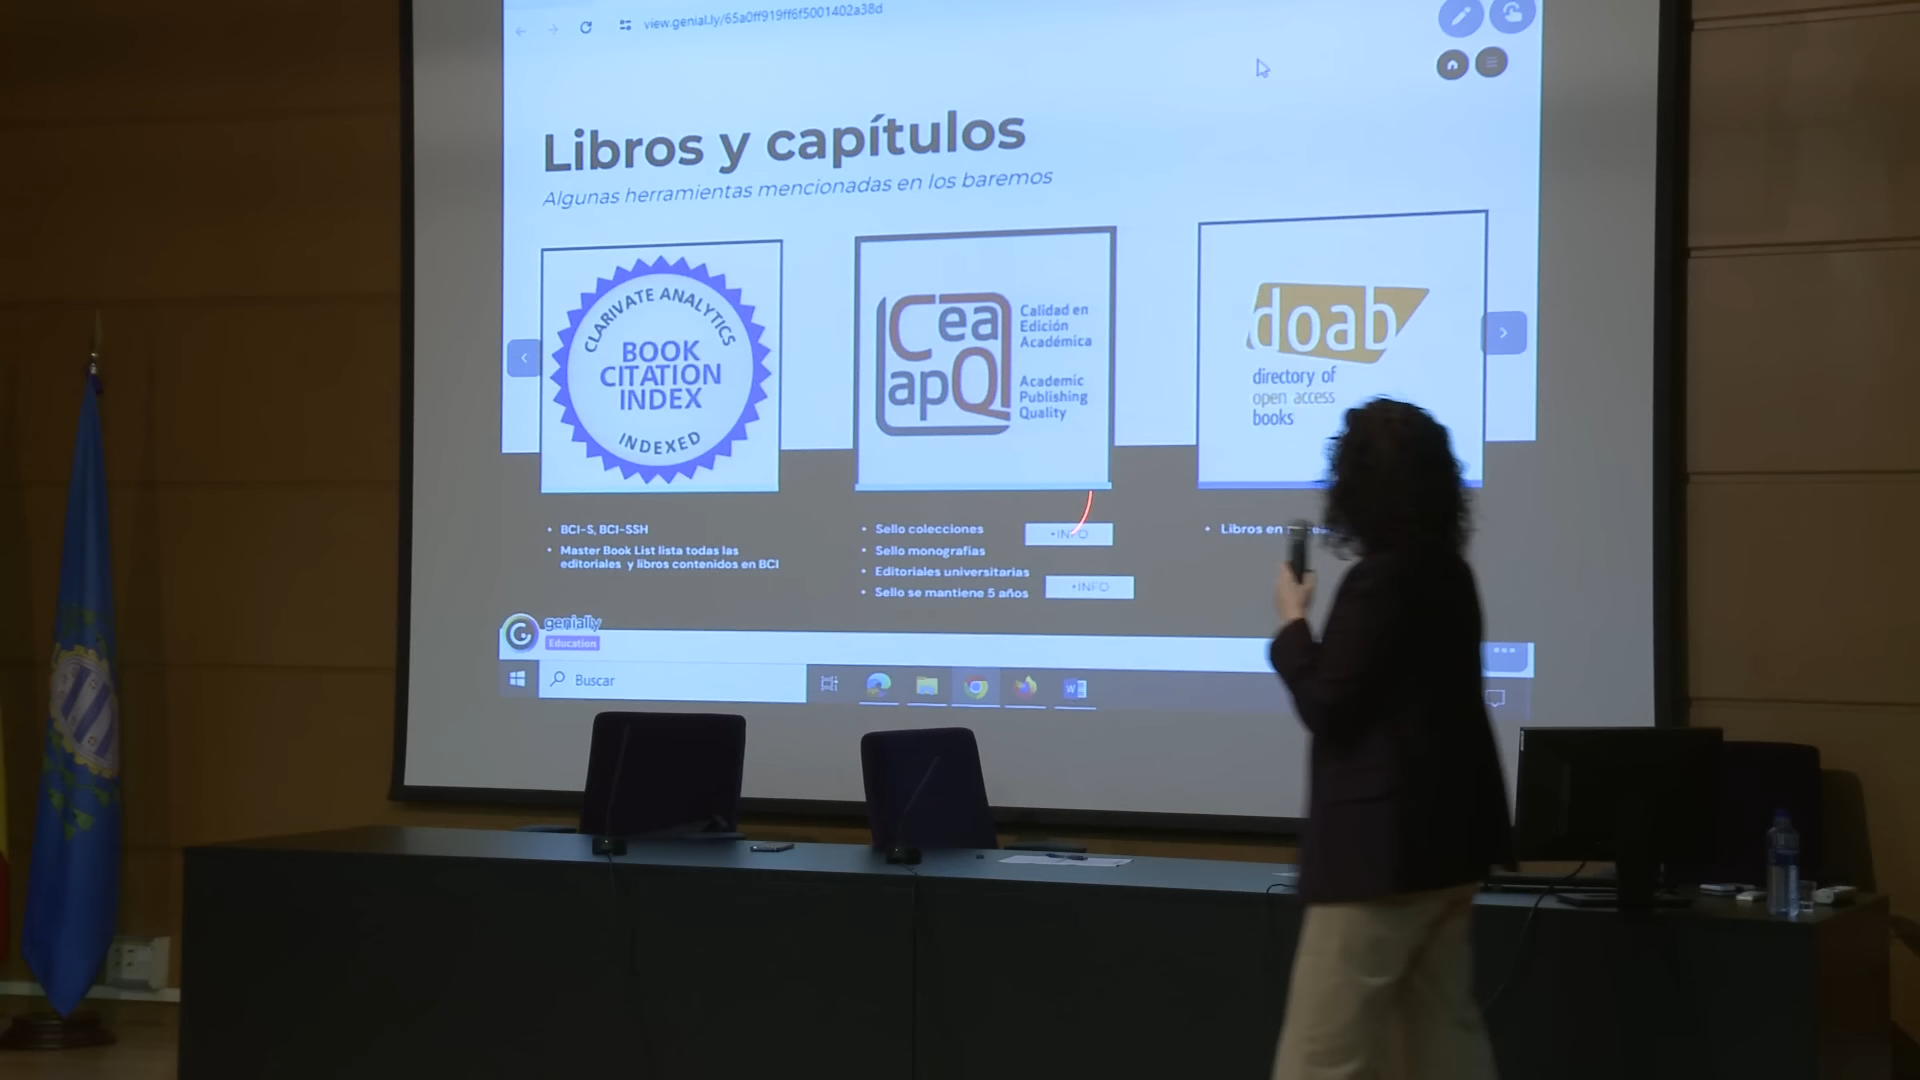 view.genial.ly/65a0ff919ff6f5001402a38d
Libros y capítulos
Algunas herramientas mencionadas en los baremos
CLARIVATE ANALYTICS
BOOK
CITATION
INDEX
INDEXED
Cea
apQ
Calidad en
Edición
Académica
Academic
Publishing
Quality
doab
directory of
open access
books
• BCI-S, BCI-SSH
• Master Book List lista todas las
editoriales y libros contenidos en BCI
• Sello colecciones
• Sello monografías
• Editoriales universitarias
• Sello se mantiene 5 años
+INFO
+INFO
• Libros en
genially
Education
Buscar